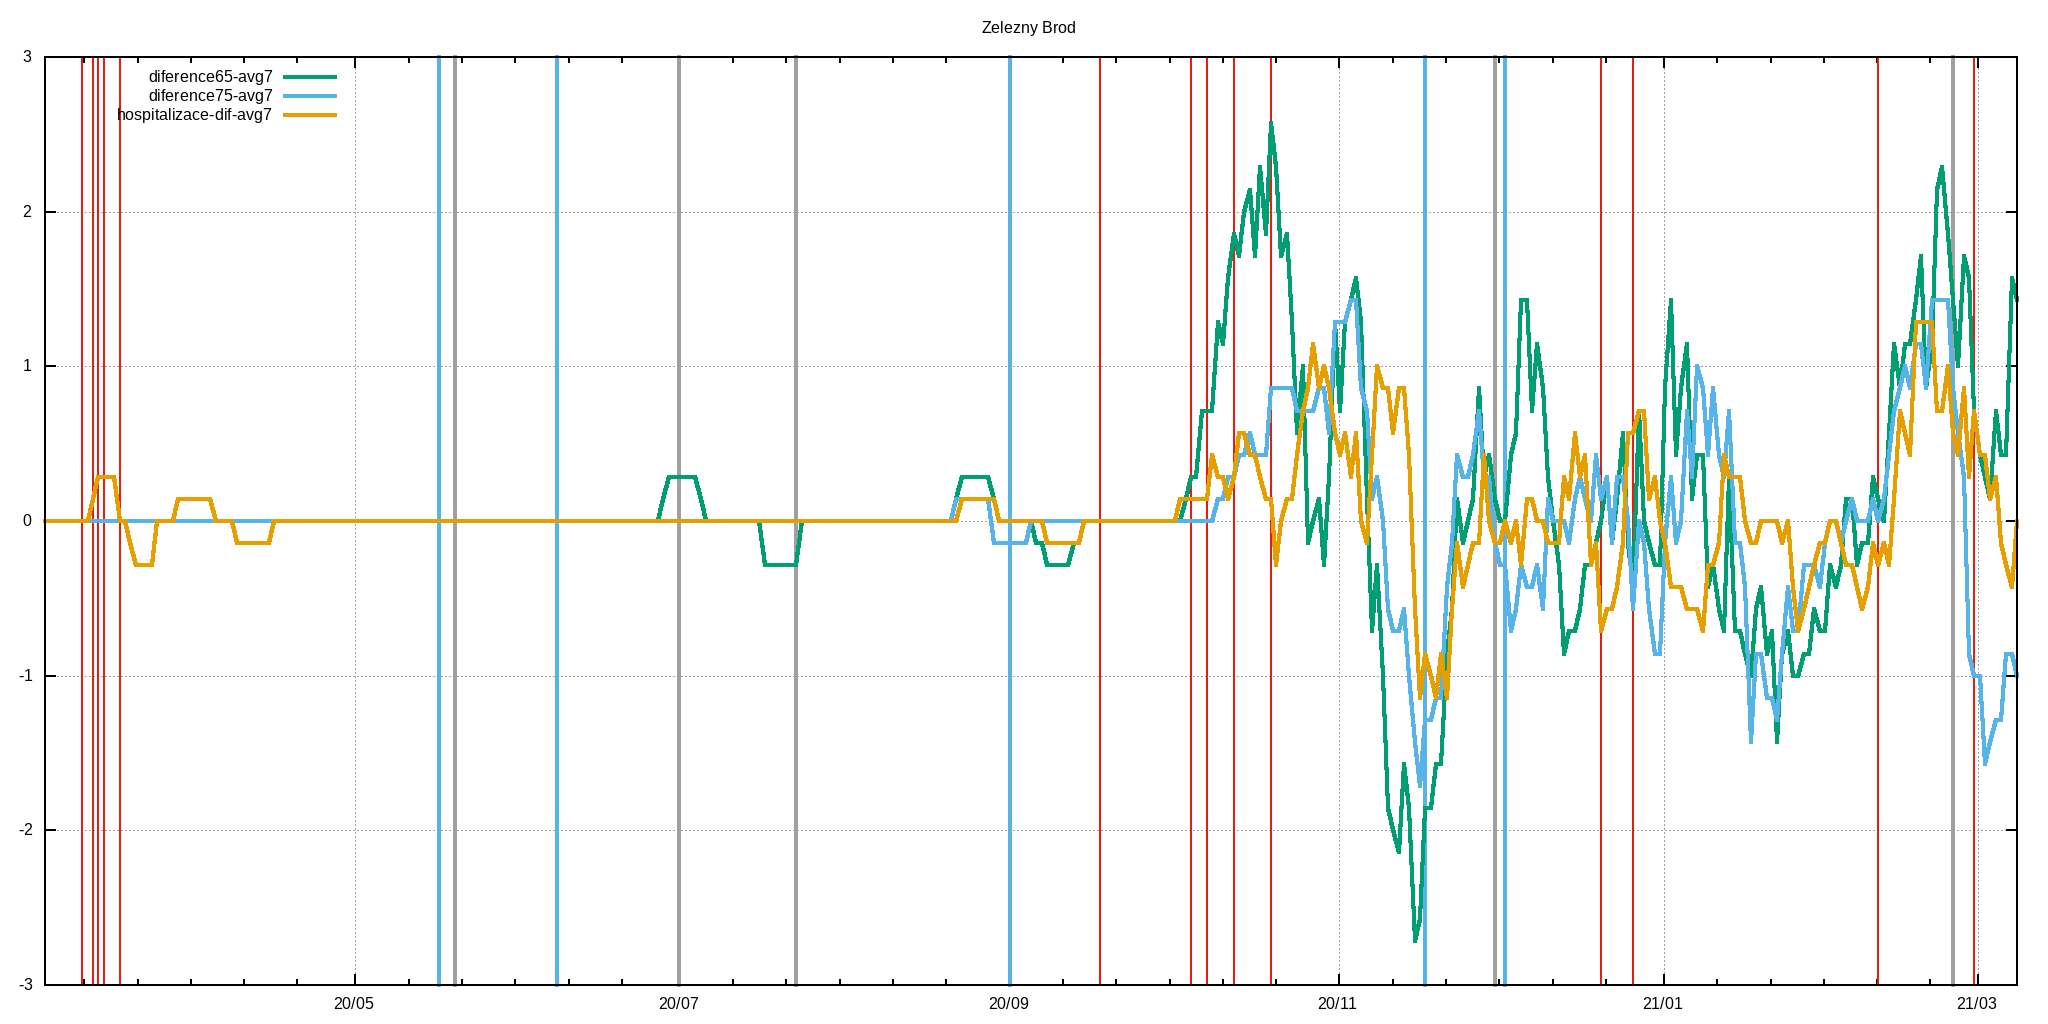 Zelezny Brod
3
diference65-avg7
diference75-avg7
hospitalizace-dif-avg7
2
1
0
-1
-2
-3
20/05 20/07 20/09 20/11 21/01 21/03